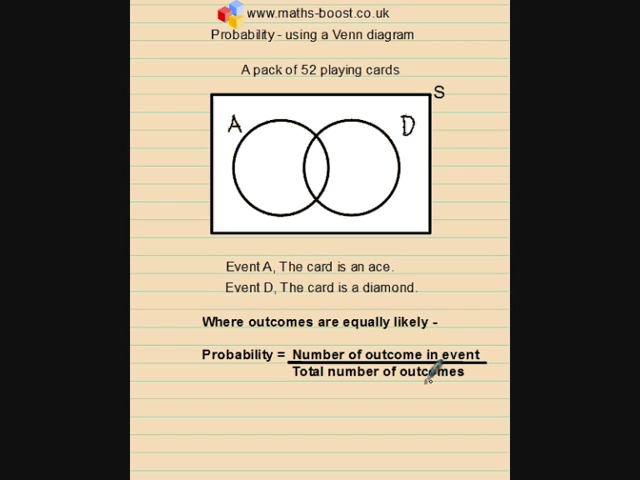 www.maths-boost.co.uk
Probability - using a Venn diagram
A pack of 52 playing cards
S
A
D
Event A, The card is an ace.
Event D, The card is a diamond.
Where outcomes are equally likely -
Probability = Number of outcome in event
Total number of outcomes